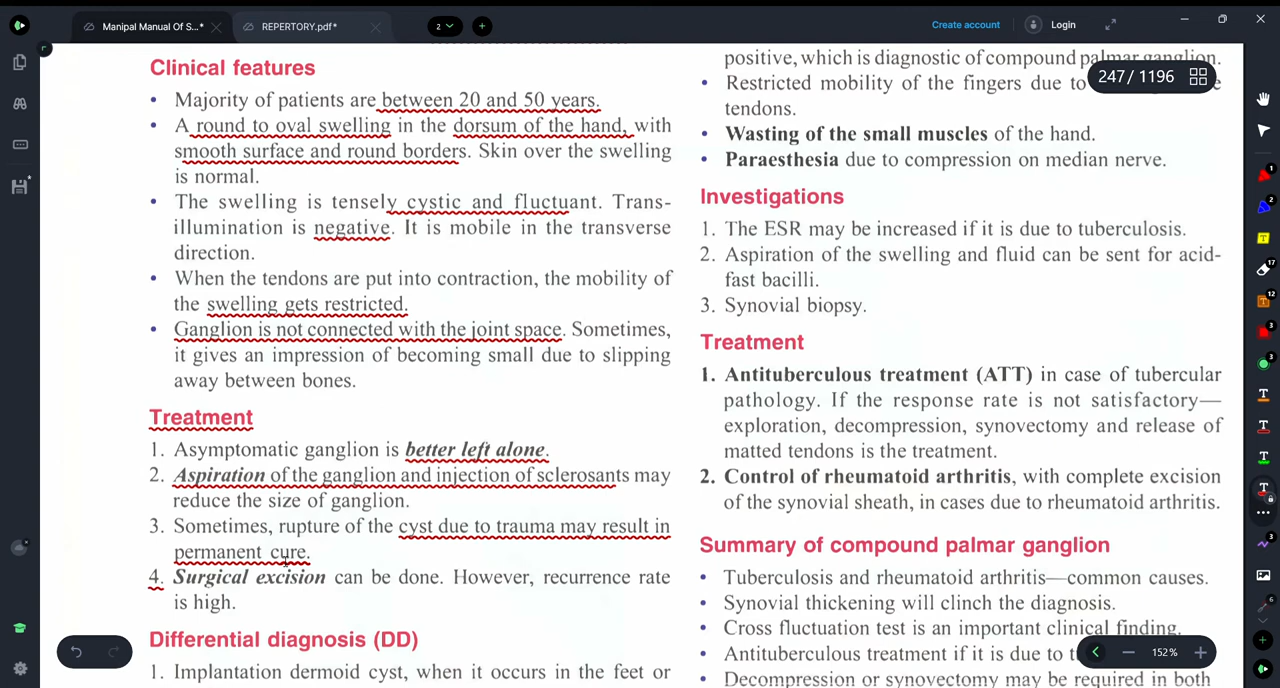 Manipal Manual Of S...*
REPERTORY.pdf*
2
Create account
Login
247 / 1196
Clinical features
• Majority of patients are between 20 and 50 years.
• A round to oval swelling in the dorsum of the hand, with
smooth surface and round borders. Skin over the swelling
is normal.
• The swelling is tensely cystic and fluctuant. Trans-
illumination is negative. It is mobile in the transverse
direction.
• When the tendons are put into contraction, the mobility of
the swelling gets restricted.
• Ganglion is not connected with the joint space. Sometimes,
it gives an impression of becoming small due to slipping
away between bones.
Treatment
1. Asymptomatic ganglion is better left alone.
2. Aspiration of the ganglion and injection of sclerosants may
reduce the size of ganglion.
3. Sometimes, rupture of the cyst due to trauma may result in
permanent cure.
4. Surgical excision can be done. However, recurrence rate
is high.
Differential diagnosis (DD)
1. Implantation dermoid cyst, when it occurs in the feet or
positive, which is diagnostic of compound palmar ganglion.
• Restricted mobility of the fingers due to
tendons.
• Wasting of the small muscles of the hand.
• Paraesthesia due to compression on median nerve.
Investigations
1. The ESR may be increased if it is due to tuberculosis.
2. Aspiration of the swelling and fluid can be sent for acid-
fast bacilli.
3. Synovial biopsy.
Treatment
1. Antituberculous treatment (ATT) in case of tubercular
pathology. If the response rate is not satisfactory—
exploration, decompression, synovectomy and release of
matted tendons is the treatment.
2. Control of rheumatoid arthritis, with complete excision
of the synovial sheath, in cases due to rheumatoid arthritis.
Summary of compound palmar ganglion
• Tuberculosis and rheumatoid arthritis—common causes.
• Synovial thickening will clinch the diagnosis.
• Cross fluctuation test is an important clinical finding.
• Antituberculous treatment if it is due to
• Decompression or synovectomy may be required in both
152%